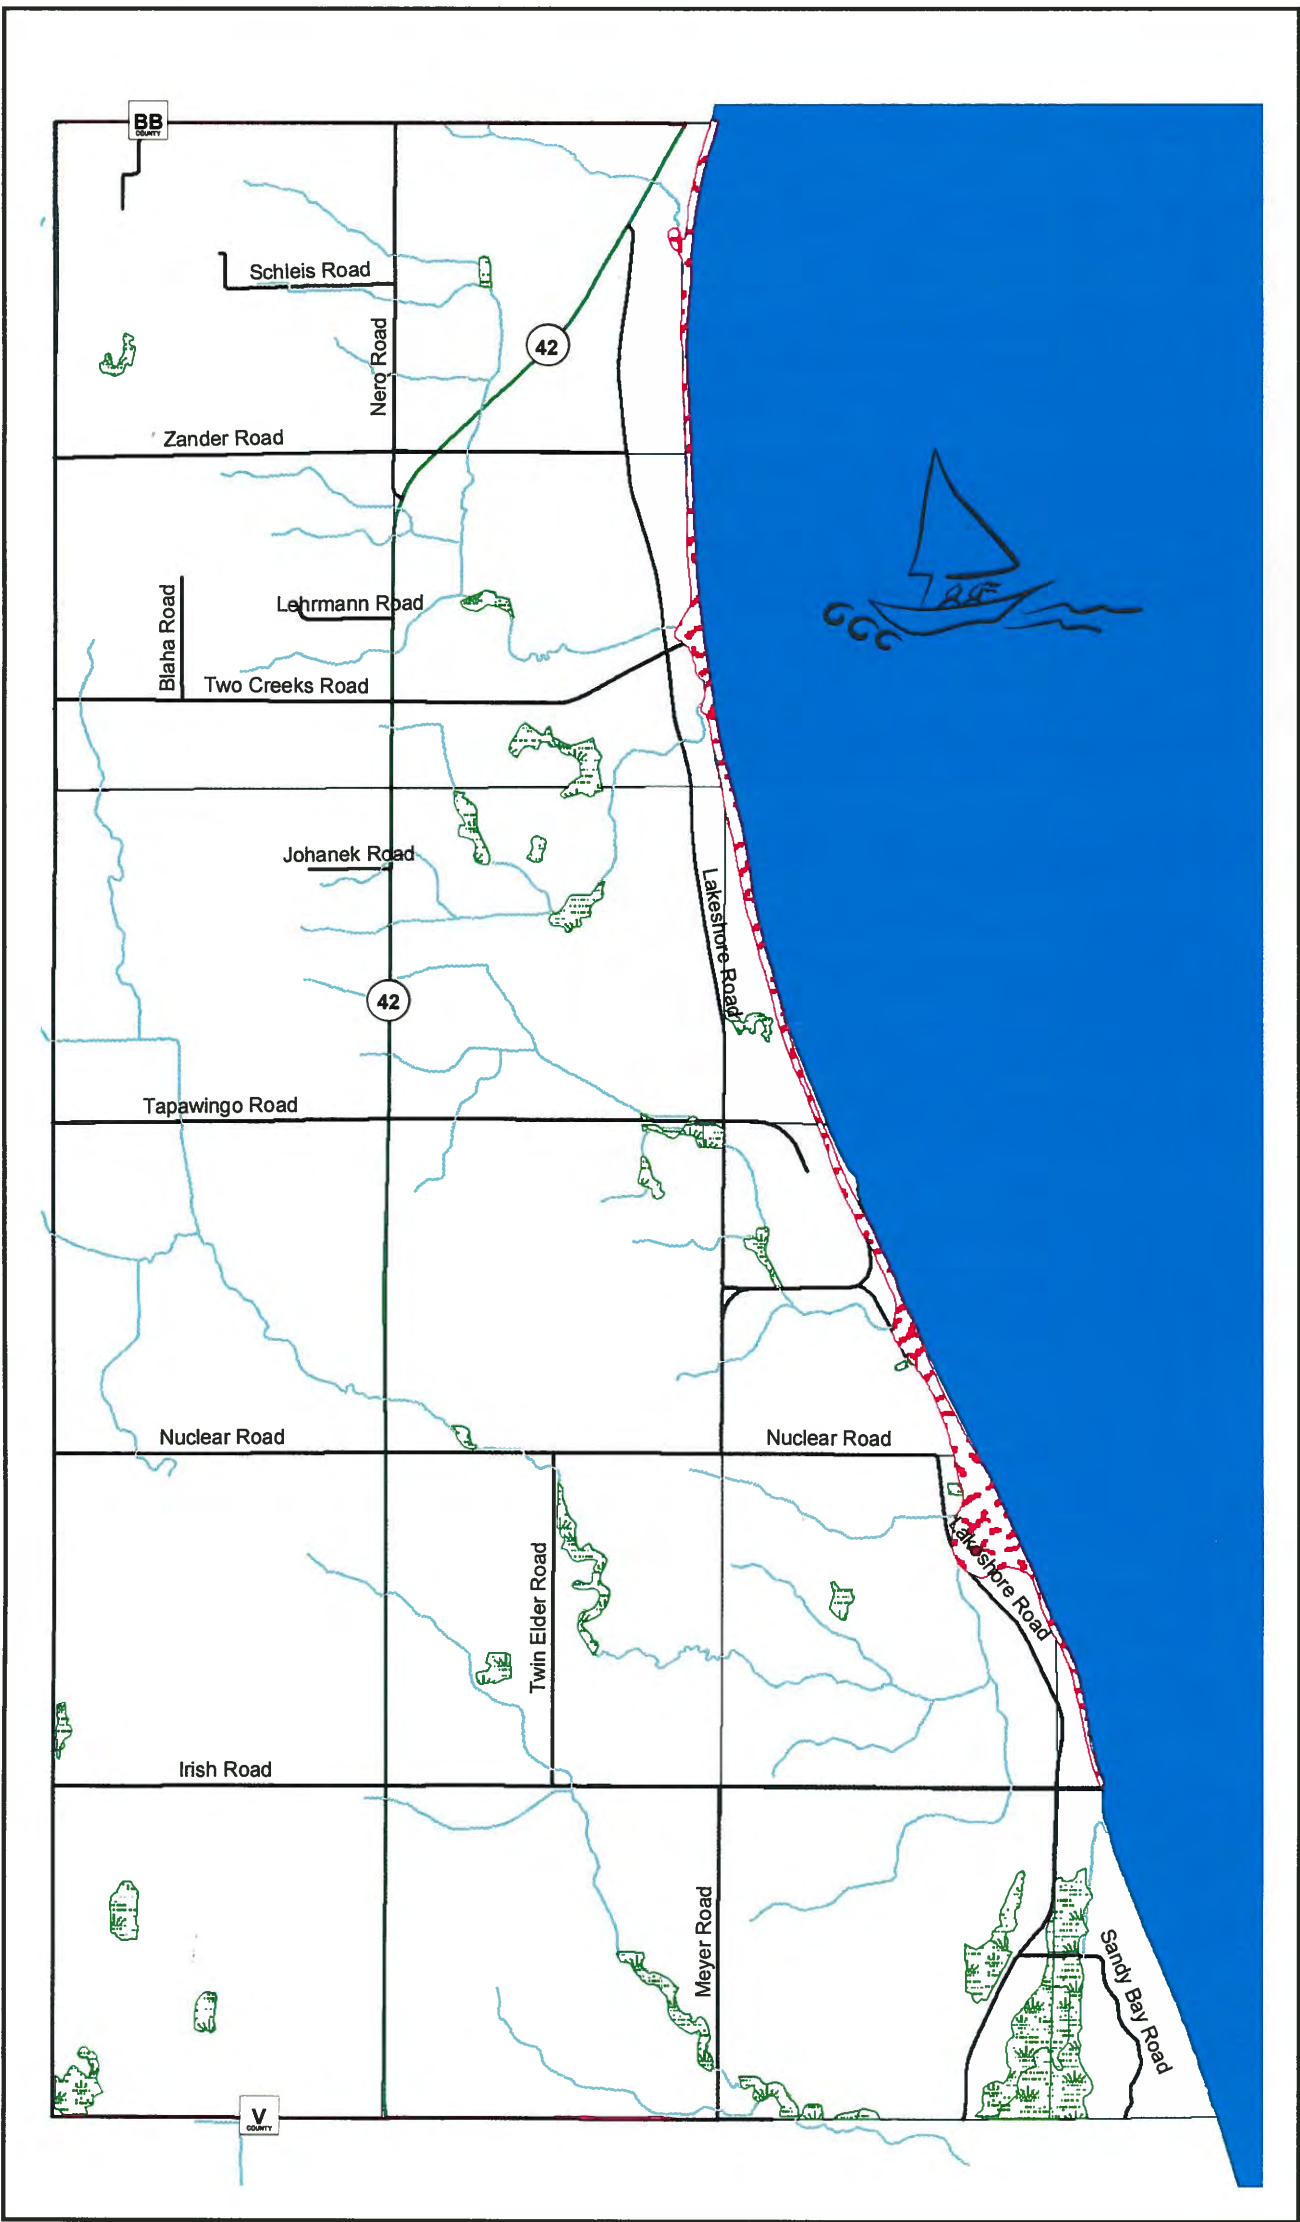 BB
COUNTY
Schleis Road
Nero Road
42
Zander Road
Blaha Road
Lehrmann Road
Two Creeks Road
Johanek Road
Lakeshore Road
42
Tapawingo Road
Nuclear Road
Nuclear Road
Lakeshore Road
Twin Elder Road
Irish Road
Meyer Road
Sandy Bay Road
V
COUNTY